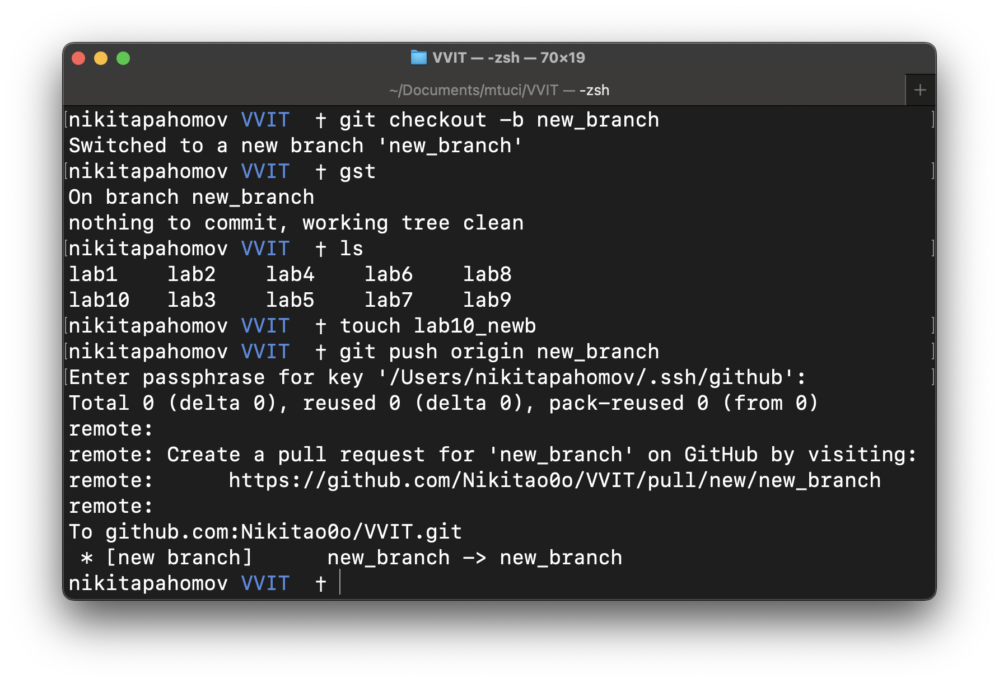 VVIT — -zsh — 70×19
~/Documents/mtuci/VVIT — -zsh
+
[nikitapahomov VVIT  † git checkout -b new_branch ]
Switched to a new branch 'new_branch'
[nikitapahomov VVIT  † gst ]
On branch new_branch
nothing to commit, working tree clean
[nikitapahomov VVIT  † ls ]
lab1    lab2    lab4    lab6    lab8
lab10   lab3    lab5    lab7    lab9
[nikitapahomov VVIT  † touch lab10_newb ]
[nikitapahomov VVIT  † git push origin new_branch ]
[Enter passphrase for key '/Users/nikitapahomov/.ssh/github': ]
Total 0 (delta 0), reused 0 (delta 0), pack-reused 0 (from 0)
remote:
remote: Create a pull request for 'new_branch' on GitHub by visiting:
remote:      https://github.com/Nikitao0o/VVIT/pull/new/new_branch
remote:
To github.com:Nikitao0o/VVIT.git
 * [new branch]      new_branch -> new_branch
nikitapahomov VVIT  †